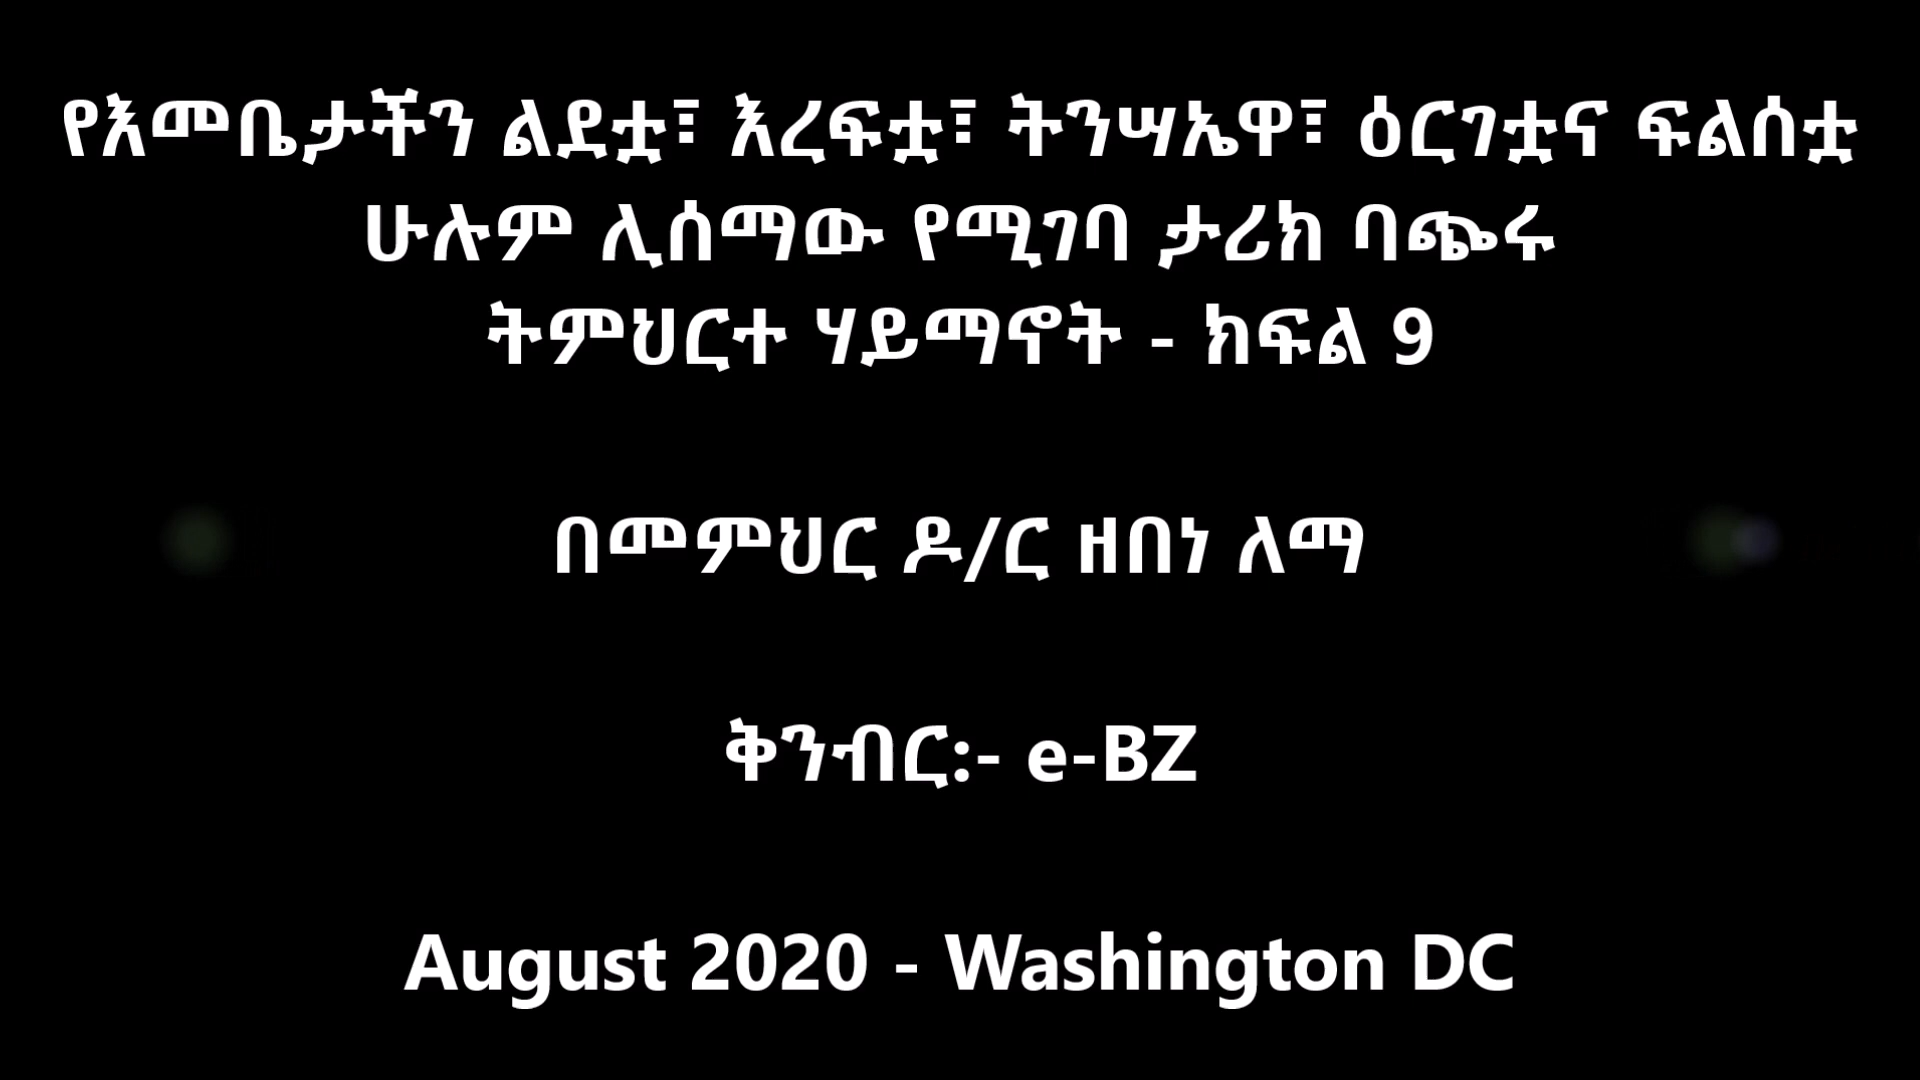 የእመቤታችን ልደቷ፣ እረፍቷ፣ ትንሣኤዋ፣ ዕርገቷና ፍልሰቷ
ሁሉም ሊሰማው የሚገባ ታሪክ ባጭሩ
ትምህርተ ሃይማኖት - ክፍል 9
በመምህር ዶ/ር ዘበነ ለማ
ቅንብር፡- e-BZ
August 2020 - Washington DC